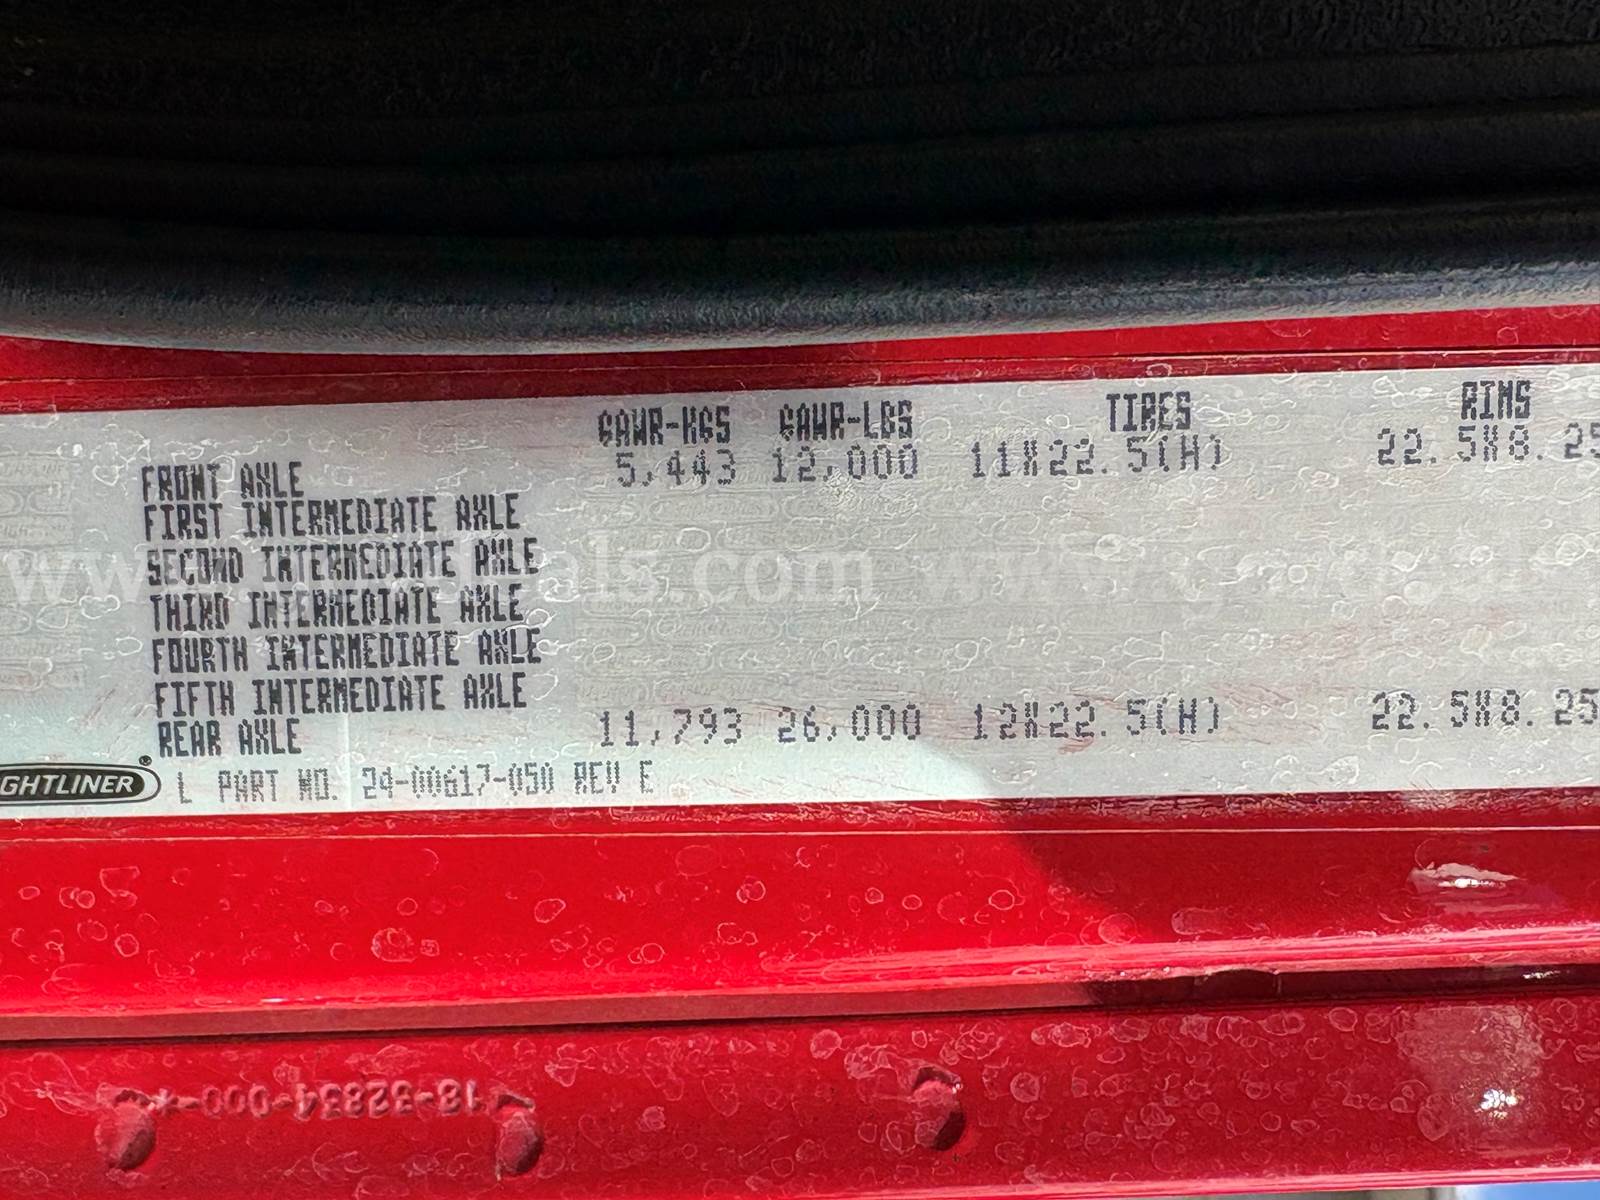 GAWR-KGS GAWR-LBS TIRES RIMS
FRONT AXLE 5,443 12,000 11X22.5(H) 22.5X8.25
FIRST INTERMEDIATE AXLE
SECOND INTERMEDIATE AXLE
THIRD INTERMEDIATE AXLE
FOURTH INTERMEDIATE AXLE
FIFTH INTERMEDIATE AXLE
REAR AXLE 11,793 26,000 12X22.5(H) 22.5X8.25
GHTLINER® L PART NO. 24-00617-050 REV E
18-32834-000-*